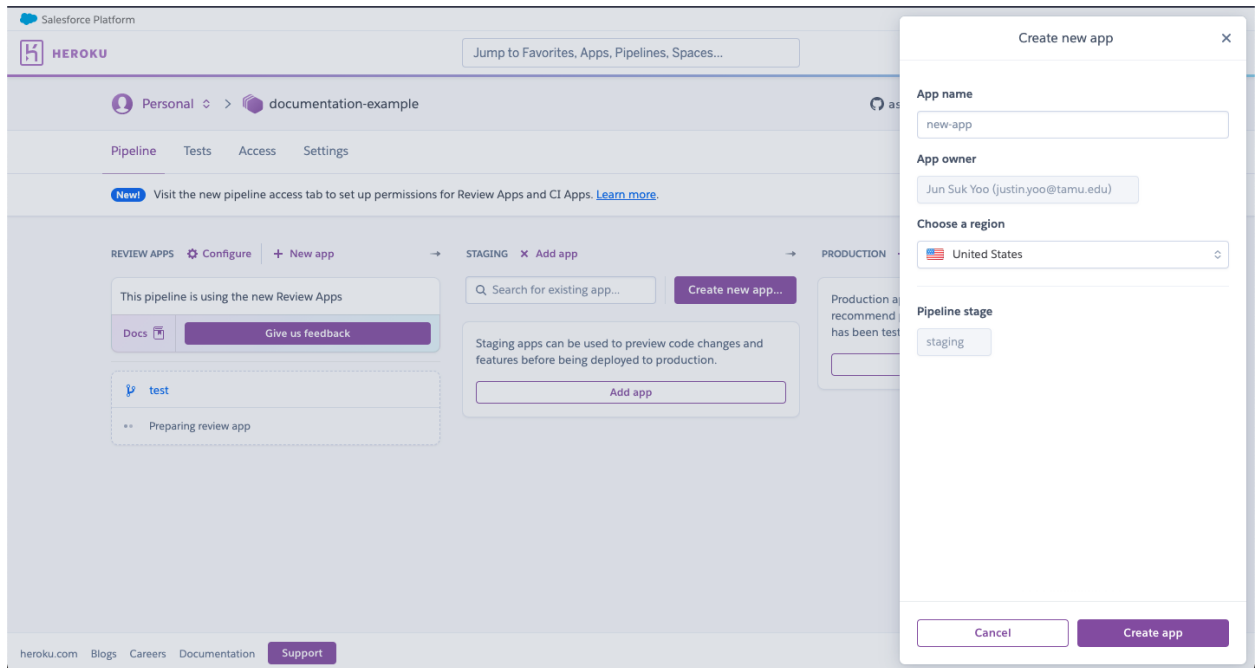 Salesforce Platform
HEROKU
Jump to Favorites, Apps, Pipelines, Spaces...
Personal > documentation-example
Pipeline Tests Access Settings
New! Visit the new pipeline access tab to set up permissions for Review Apps and CI Apps. Learn more.
REVIEW APPS Configure + New app →
This pipeline is using the new Review Apps
Docs Give us feedback
test
Preparing review app
STAGING × Add app →
Search for existing app... Create new app...
Staging apps can be used to preview code changes and
features before being deployed to production.
Add app
PRODUCTION
Production
recommend
has been
Create new app ×
App name
new-app
App owner
Jun Suk Yoo (justin.yoo@tamu.edu)
Choose a region
United States
Pipeline stage
staging
Cancel Create app
heroku.com Blogs Careers Documentation Support